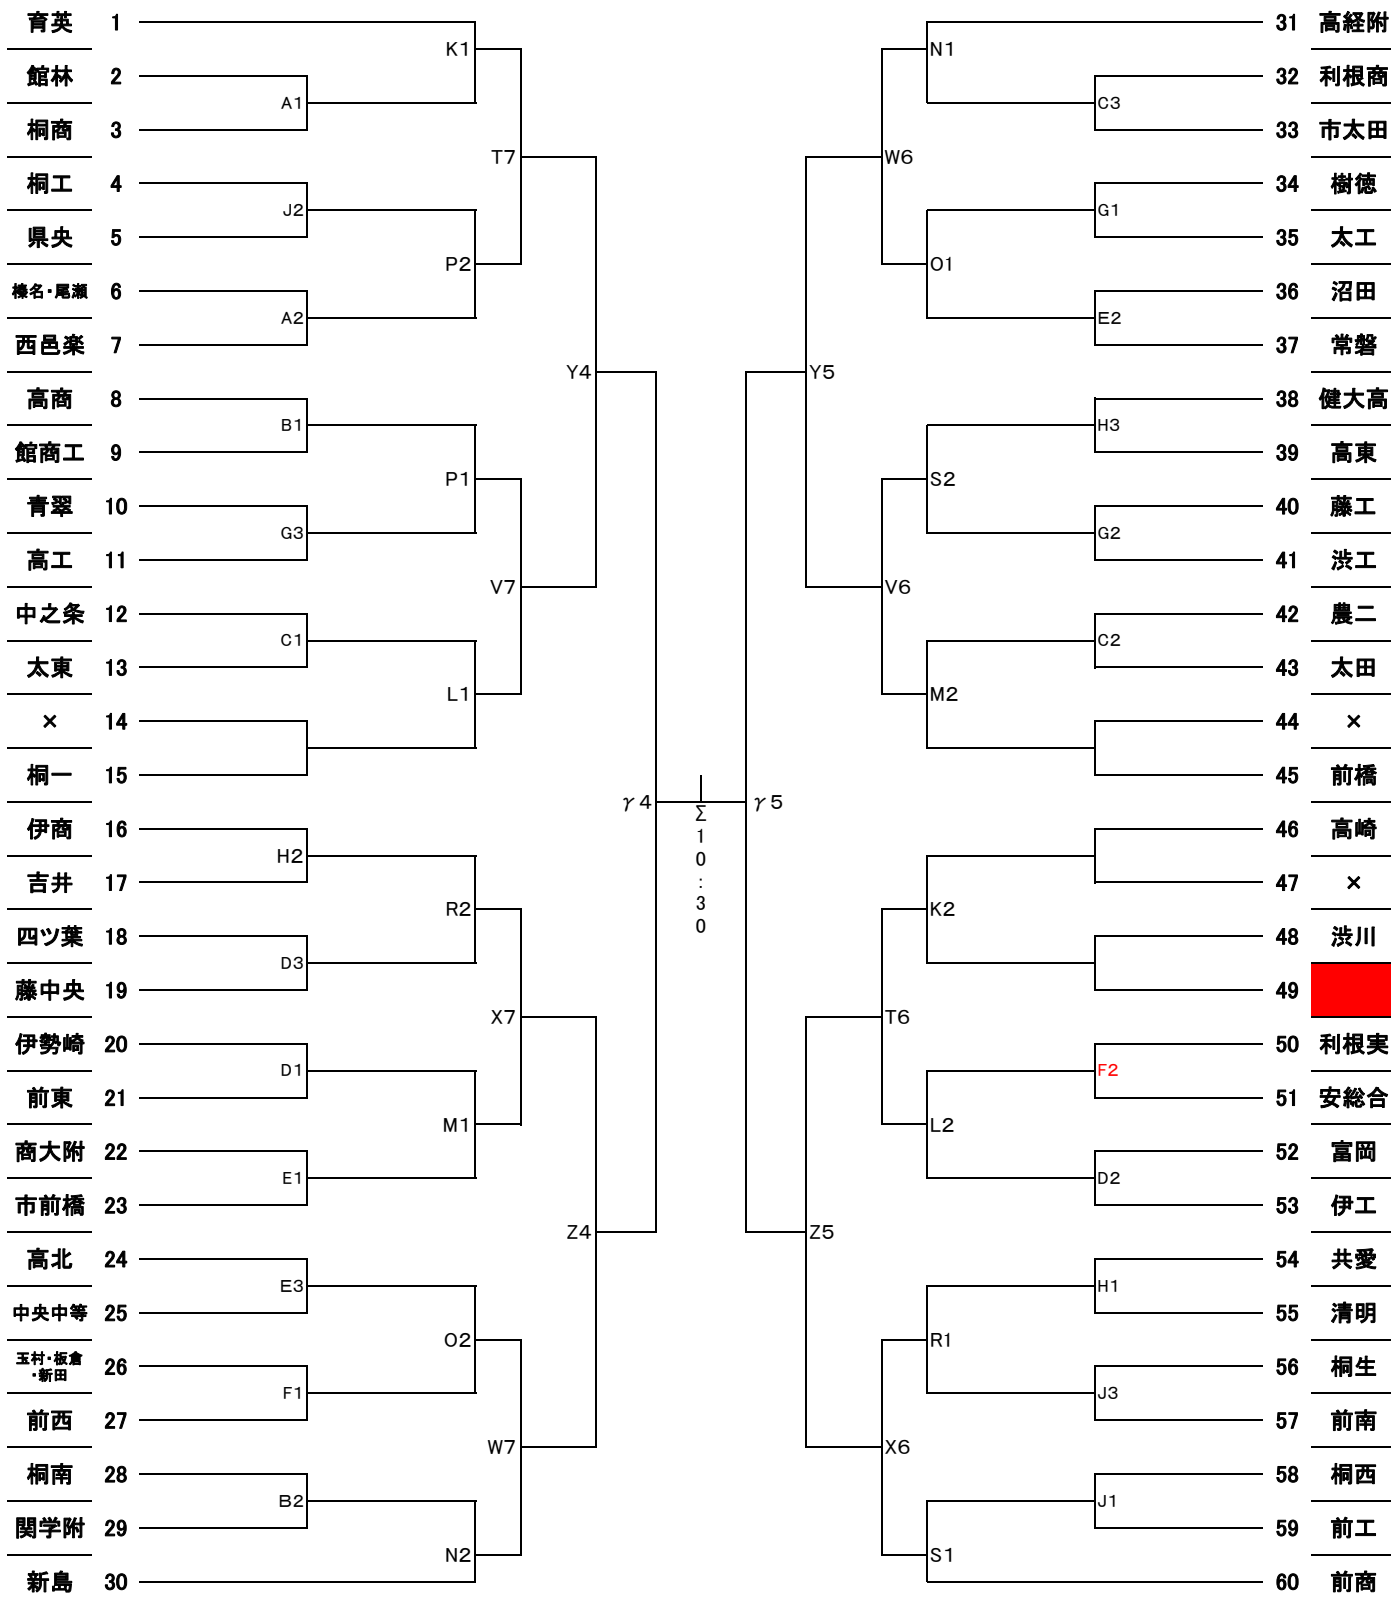 育英 1
K1
館林 2
A1
桐商 3
T7
桐工 4
J2
県央 5
P2
榛名・尾瀬 6
A2
西邑楽 7
Y4
高商 8
B1
館商工 9
P1
青翠 10
G3
高工 11
V7
中之条 12
C1
太東 13
L1
× 14
桐一 15
γ4
伊商 16
H2
吉井 17
R2
四ツ葉 18
D3
藤中央 19
X7
伊勢崎 20
D1
前東 21
M1
商大附 22
E1
市前橋 23
Z4
高北 24
E3
中央中等 25
O2
玉村・板倉
・新田 26
F1
前西 27
W7
桐南 28
B2
関学附 29
N2
新島 30
Σ
1
0
:
3
0
31 高経附
N1
32 利根商
C3
33 市太田
W6
34 樹徳
G1
35 太工
O1
36 沼田
E2
37 常磐
Y5
38 健大高
H3
39 高東
S2
40 藤工
G2
41 渋工
V6
42 農二
C2
43 太田
M2
44 ×
45 前橋
γ5
46 高崎
47 ×
K2
48 渋川
49
T6
50 利根実
F2
51 安総合
L2
52 富岡
D2
53 伊工
Z5
54 共愛
H1
55 清明
R1
56 桐生
J3
57 前南
X6
58 桐西
J1
59 前工
S1
60 前商